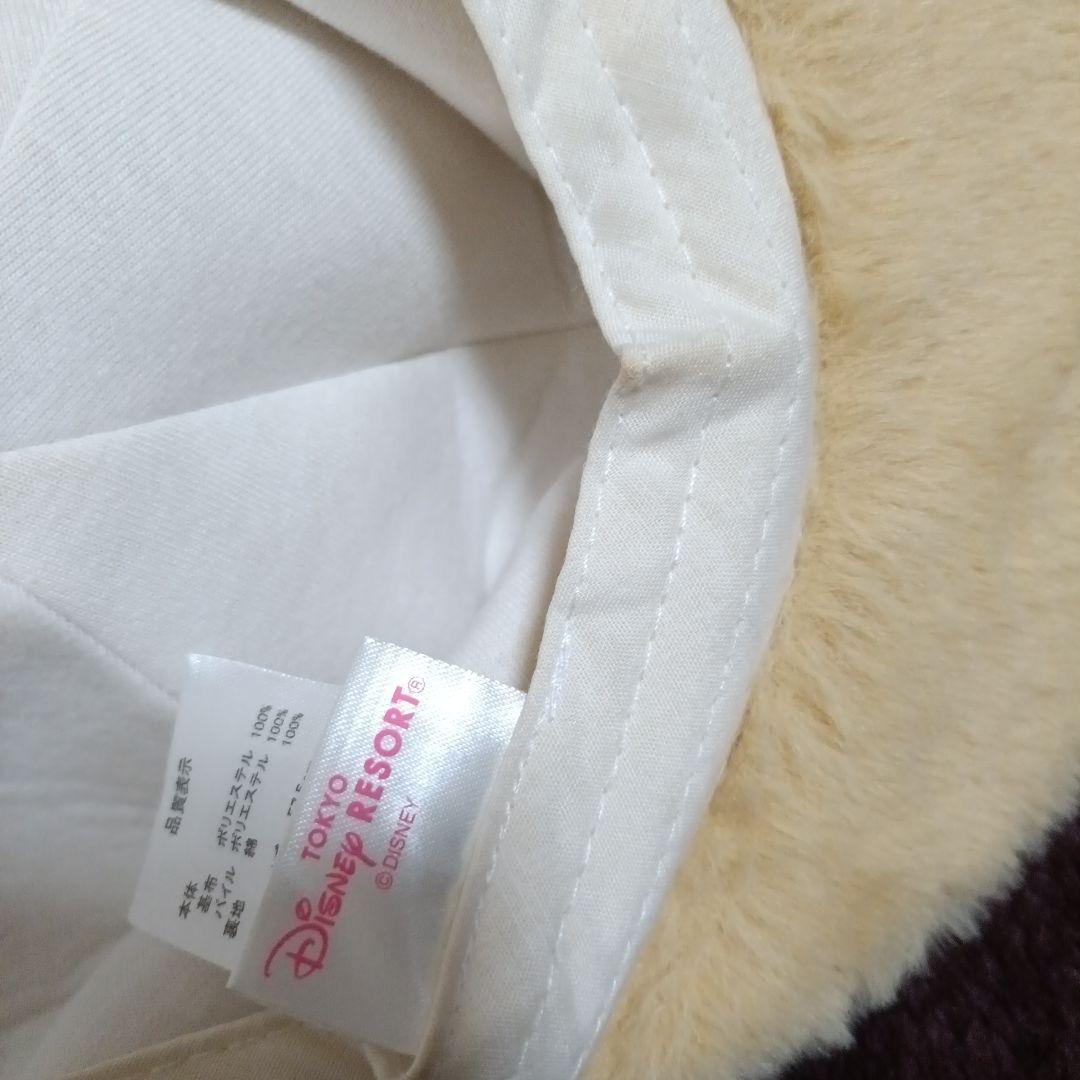 TOKYO
DISNEY RESORT®
©DISNEY
品質表示
本体
基布 ポリエステル 100%
パイル ポリエステル 100%
裏地 綿 100%